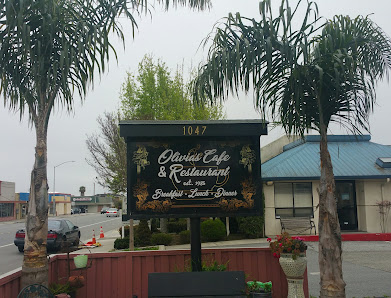 1047
Olivia's Cafe
& Restaurant
Breakfast - Lunch - Dinner